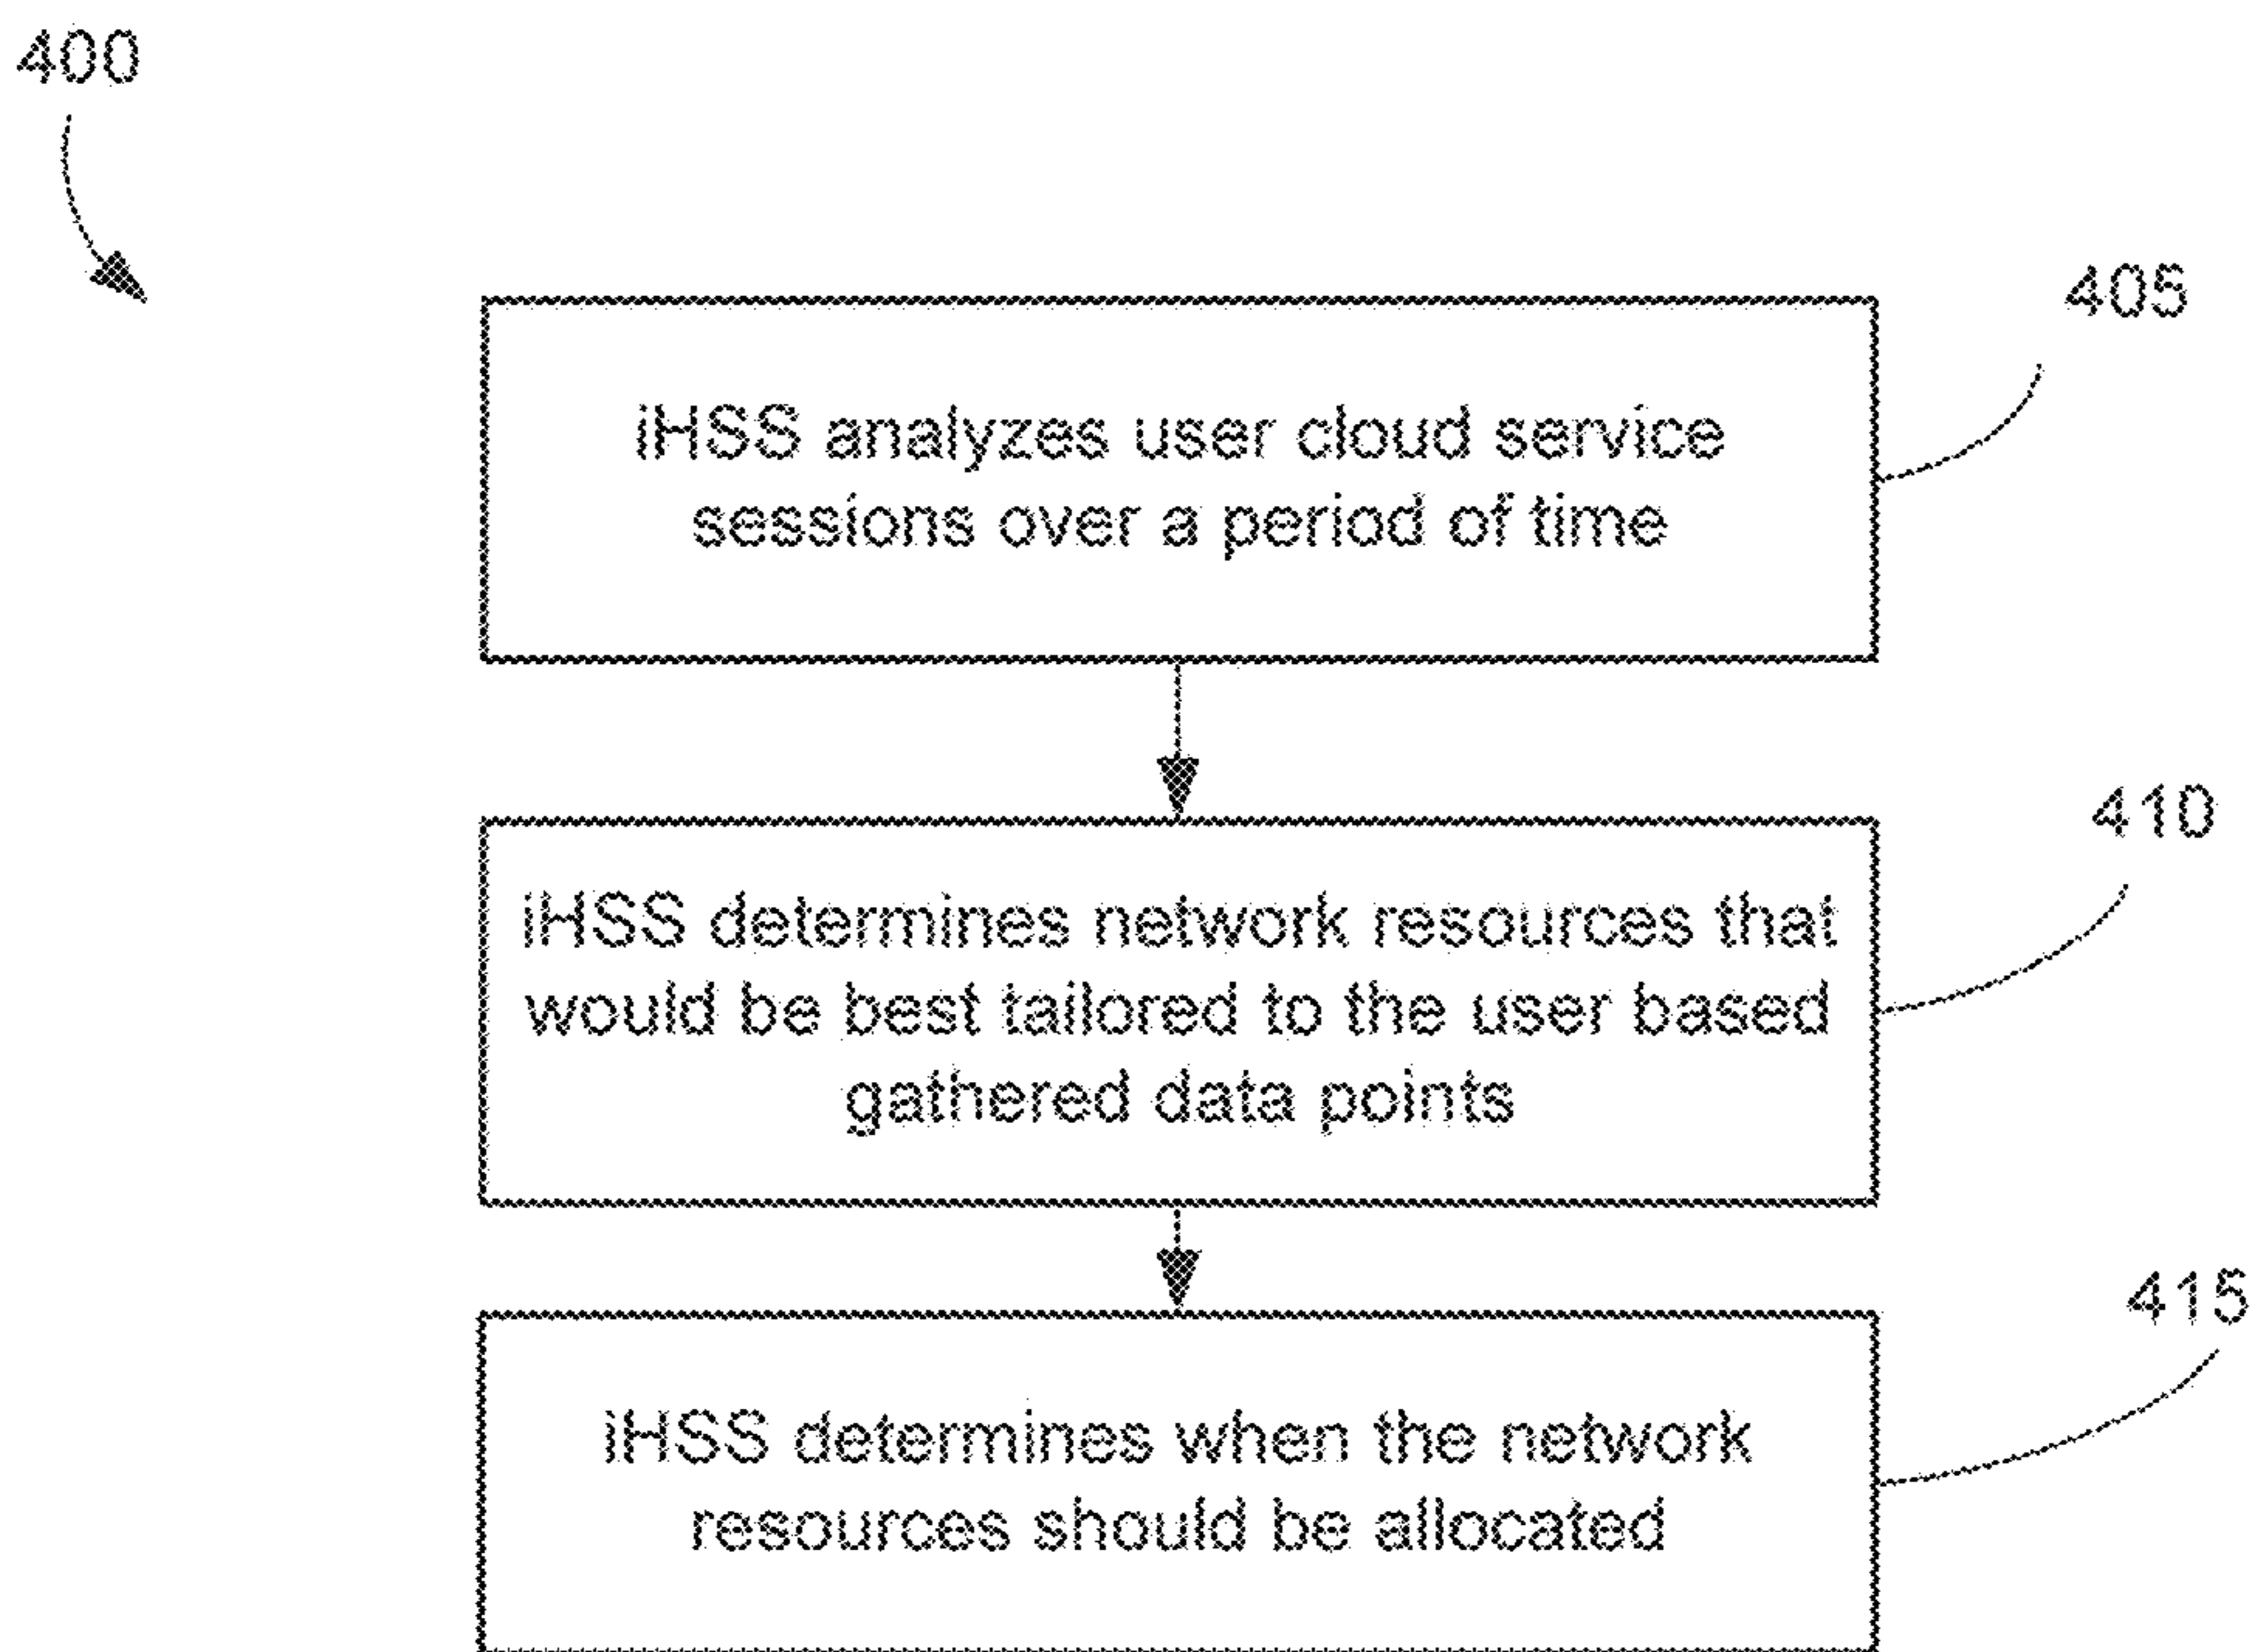 400
405
iHSS analyzes user cloud service
sessions over a period of time
410
iHSS determines network resources that
would be best tailored to the user based
gathered data points
415
iHSS determines when the network
resources should be allocated